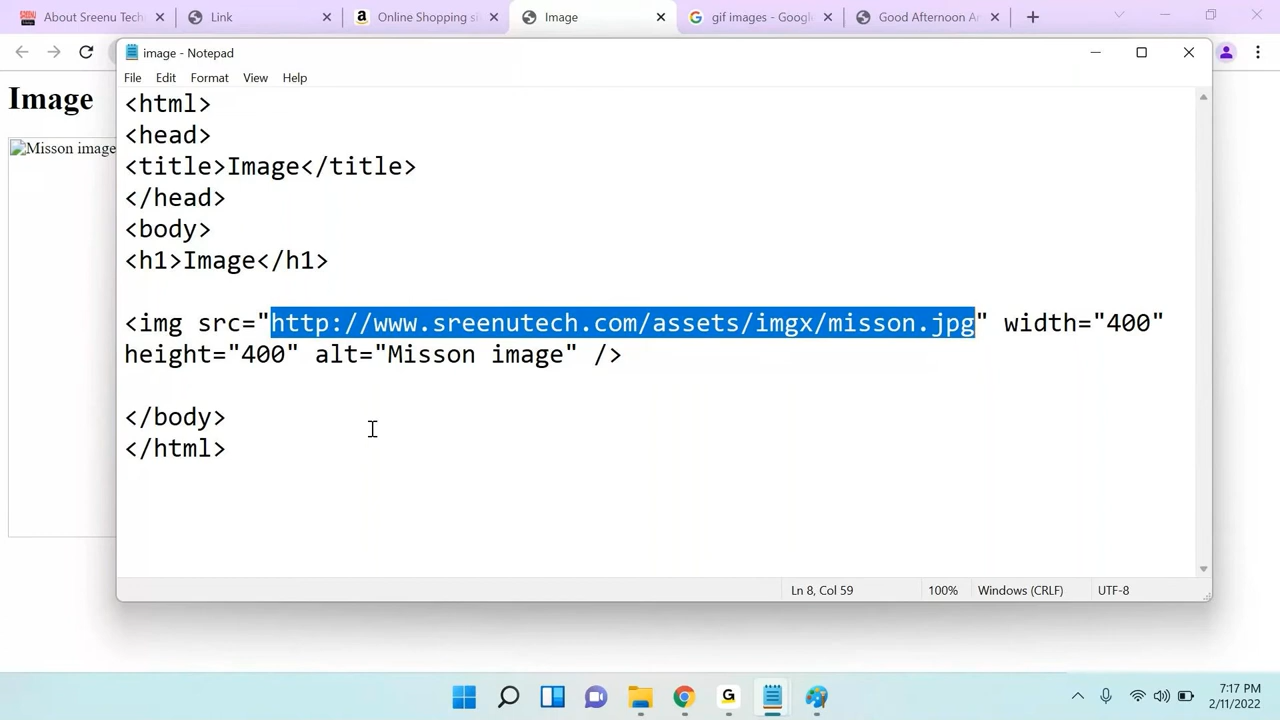 About Sreenu Tech
Link
Online Shopping si
Image
gif images - Google
Good Afternoon An
image - Notepad
File Edit Format View Help
Image
Misson image
<html>
<head>
<title>Image</title>
</head>
<body>
<h1>Image</h1>
<img src="http://www.sreenutech.com/assets/imgx/misson.jpg" width="400"
height="400" alt="Misson image" />
</body>
</html>
Ln 8, Col 59 100% Windows (CRLF) UTF-8
7:17 PM
2/11/2022